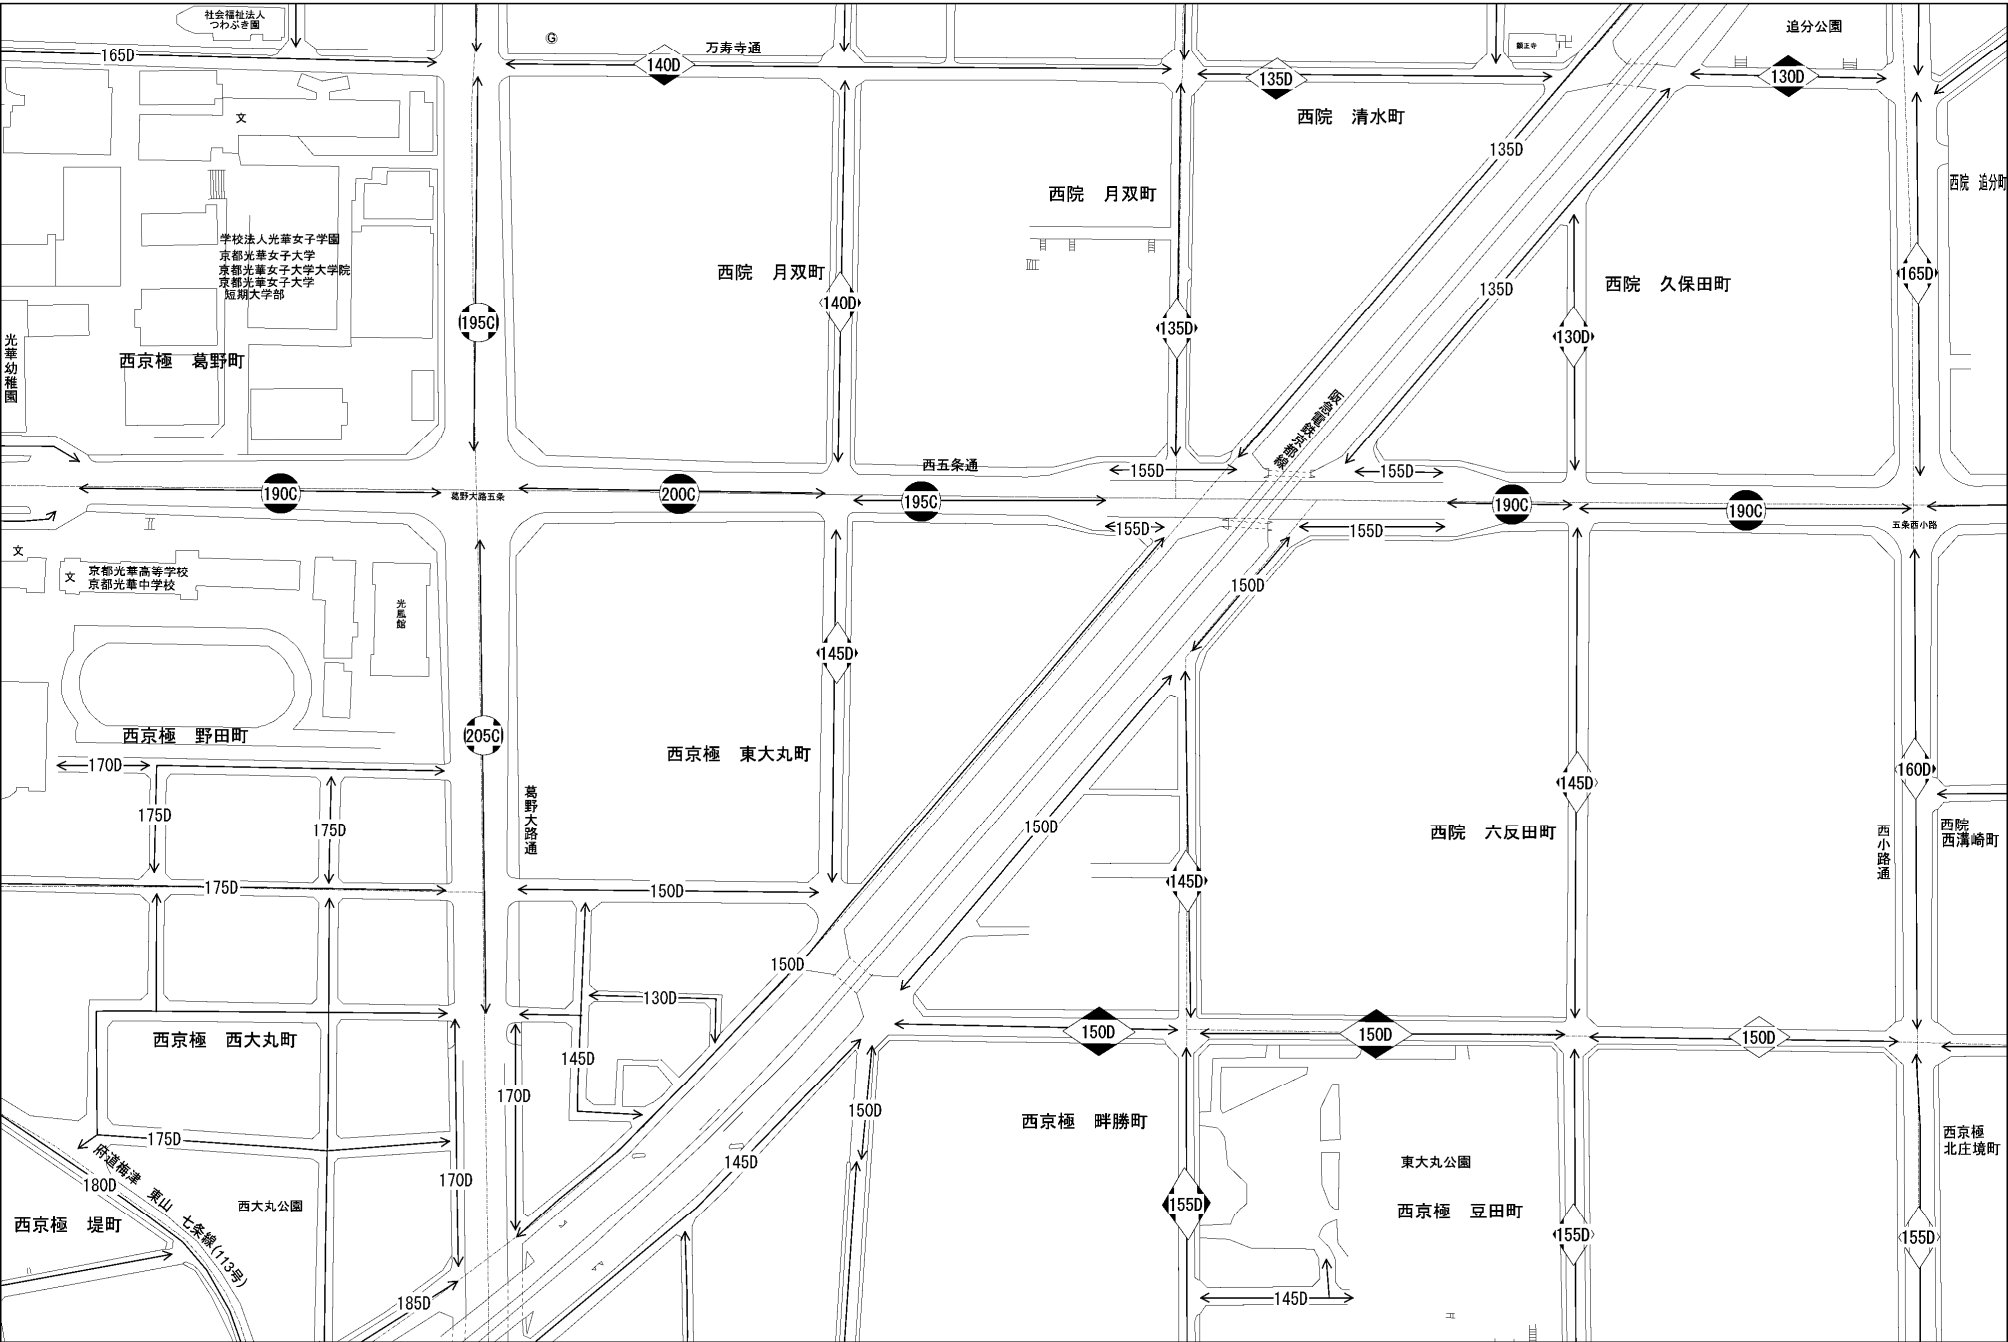 社会福祉法人
つわぶき園
165D
Ⓖ
万寿寺通
140D
135D
卍
願正寺
追分公園
130D
文
西院 清水町
135D
西院 追分町
西院 月双町
学校法人光華女子学園
京都光華女子大学
京都光華女子大学大学院
京都光華女子大学
短期大学部
西院 月双町
140D
195C
135D
135D
西院 久保田町
165D
130D
光華幼稚園
西京極 葛野町
阪急電鉄京都線
西五条通
155D
155D
190C
葛野大路五条
200C
195C
190C
190C
五条西小路
155D
155D
文
文
京都光華高等学校
京都光華中学校
光風館
150D
145D
西京極 野田町
205C
西京極 東大丸町
170D
145D
160D
175D
175D
葛野大路通
150D
西院 六反田町
西小路通
西院
西溝崎町
175D
150D
145D
150D
130D
西京極 西大丸町
145D
150D
150D
150D
170D
150D
西京極 畔勝町
175D
府道梅津 東山 七条線(113号)
180D
170D
145D
東大丸公園
西京極
北庄境町
西大丸公園
西京極 堤町
155D
西京極 豆田町
155D
155D
185D
145D